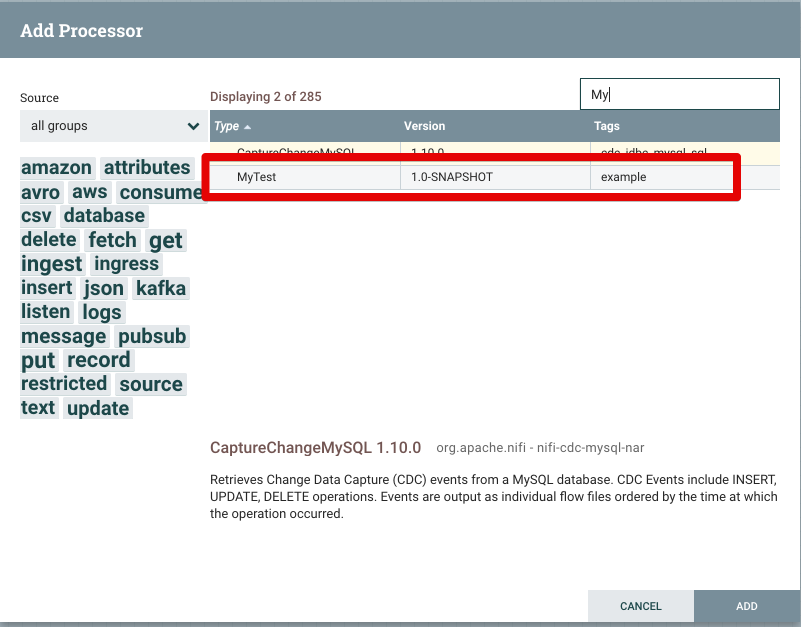 Add Processor
Source
Displaying 2 of 285
My
all groups
Type Version Tags
CaptureChangeMySQL 1.10.0 cdc, jdbc, mysql, sql
MyTest 1.0-SNAPSHOT example
amazon attributes
avro aws consume
csv database
delete fetch get
ingest ingress
insert json kafka
listen logs
message pubsub
put record
restricted source
text update
CaptureChangeMySQL 1.10.0 org.apache.nifi - nifi-cdc-mysql-nar
Retrieves Change Data Capture (CDC) events from a MySQL database. CDC Events include INSERT,
UPDATE, DELETE operations. Events are output as individual flow files ordered by the time at which
the operation occurred.
CANCEL ADD